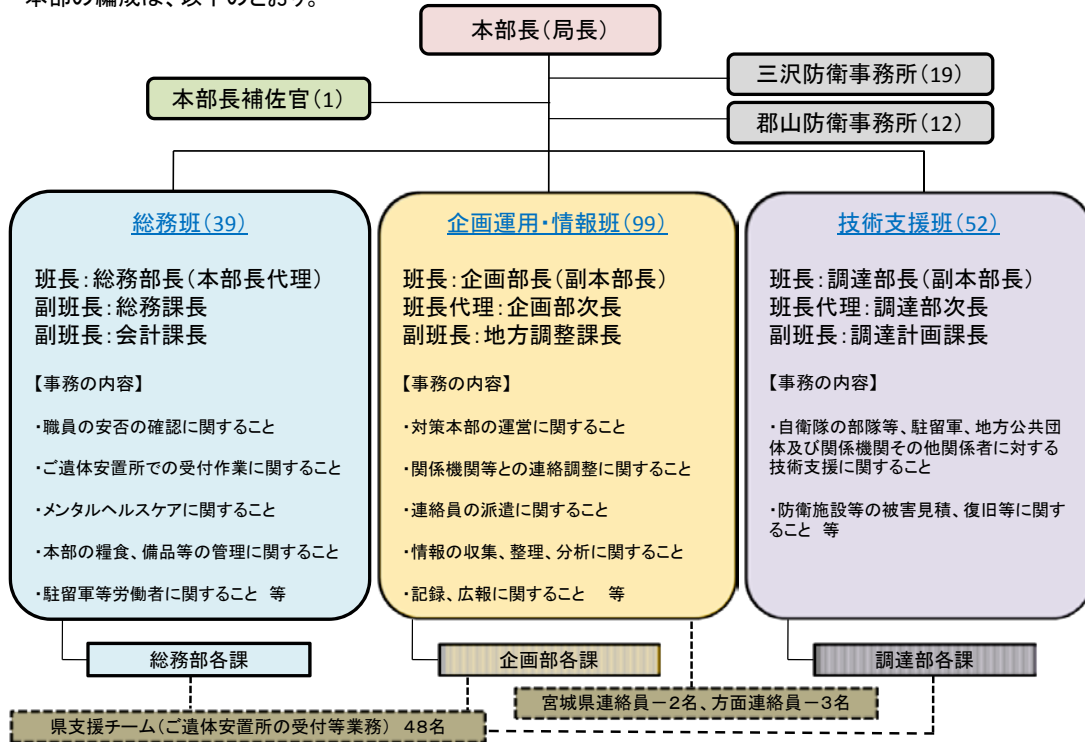 本部の編成は、以下のとおり。
本部長(局長)
三沢防衛事務所(19)
本部長補佐官(1)
郡山防衛事務所(12)
総務班(39)
班長:総務部長(本部長代理)
副班長:総務課長
副班長:会計課長
【事務の内容】
・職員の安否の確認に関すること
・ご遺体安置所での受付作業に関すること
・メンタルヘルスケアに関すること
・本部の糧食、備品等の管理に関すること
・駐留軍等労働者に関すること 等
企画運用・情報班(99)
班長:企画部長(副本部長)
班長代理:企画部次長
副班長:地方調整課長
【事務の内容】
・対策本部の運営に関すること
・関係機関等との連絡調整に関すること
・連絡員の派遣に関すること
・情報の収集、整理、分析に関すること
・記録、広報に関すること 等
技術支援班(52)
班長:調達部長(副本部長)
班長代理:調達部次長
副班長:調達計画課長
【事務の内容】
・自衛隊の部隊等、駐留軍、地方公共団
体及び関係機関その他関係者に対する
技術支援に関すること
・防衛施設等の被害見積、復旧等に関す
ること 等
総務部各課
企画部各課
調達部各課
宮城県連絡員-2名、方面連絡員-3名
県支援チーム(ご遺体安置所の受付等業務) 48名